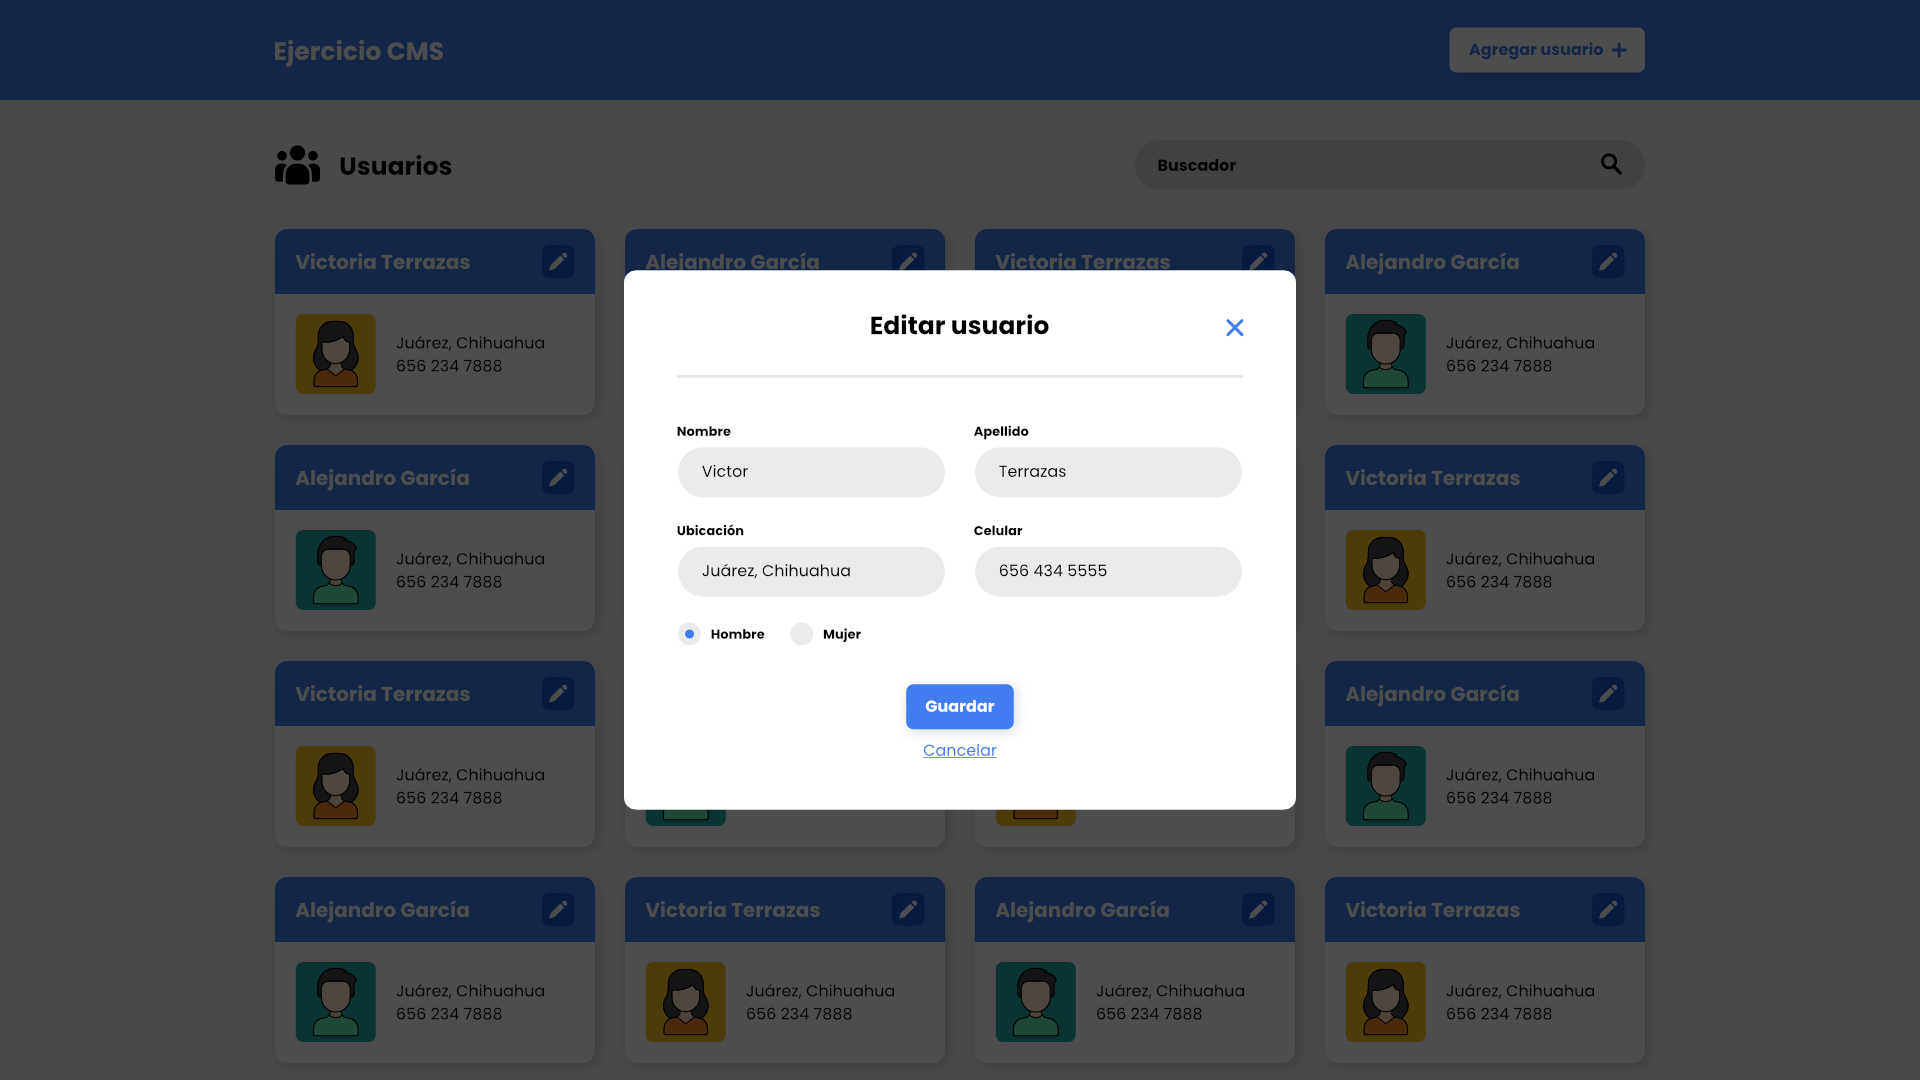 Ejercicio CMS
Agregar usuario
Usuarios
Buscador
Victoria Terrazas
Alejandro García
Victoria Terrazas
Alejandro García
Juárez, Chihuahua
656 234 7888
Juárez, Chihuahua
656 234 7888
Editar usuario
Nombre
Apellido
Victor
Terrazas
Ubicación
Celular
Juárez, Chihuahua
656 434 5555
Hombre
Mujer
Guardar
Cancelar
Alejandro García
Victoria Terrazas
Juárez, Chihuahua
656 234 7888
Juárez, Chihuahua
656 234 7888
Victoria Terrazas
Alejandro García
Juárez, Chihuahua
656 234 7888
Juárez, Chihuahua
656 234 7888
Alejandro García
Victoria Terrazas
Alejandro García
Victoria Terrazas
Juárez, Chihuahua
656 234 7888
Juárez, Chihuahua
656 234 7888
Juárez, Chihuahua
656 234 7888
Juárez, Chihuahua
656 234 7888